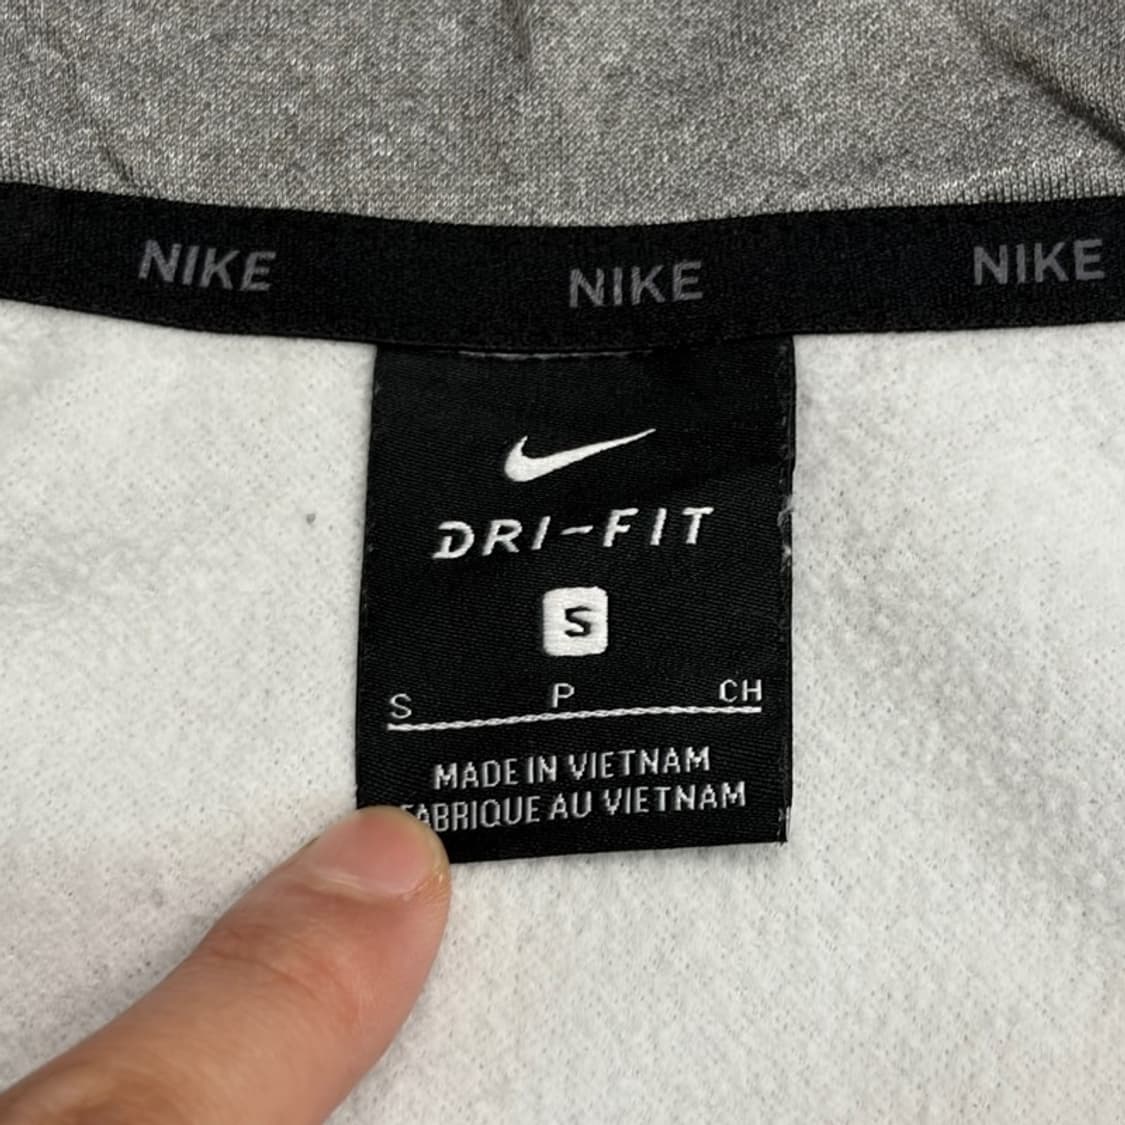 NIKE NIKE NIKE
DRI-FIT
S
S P CH
MADE IN VIETNAM
FABRIQUE AU VIETNAM